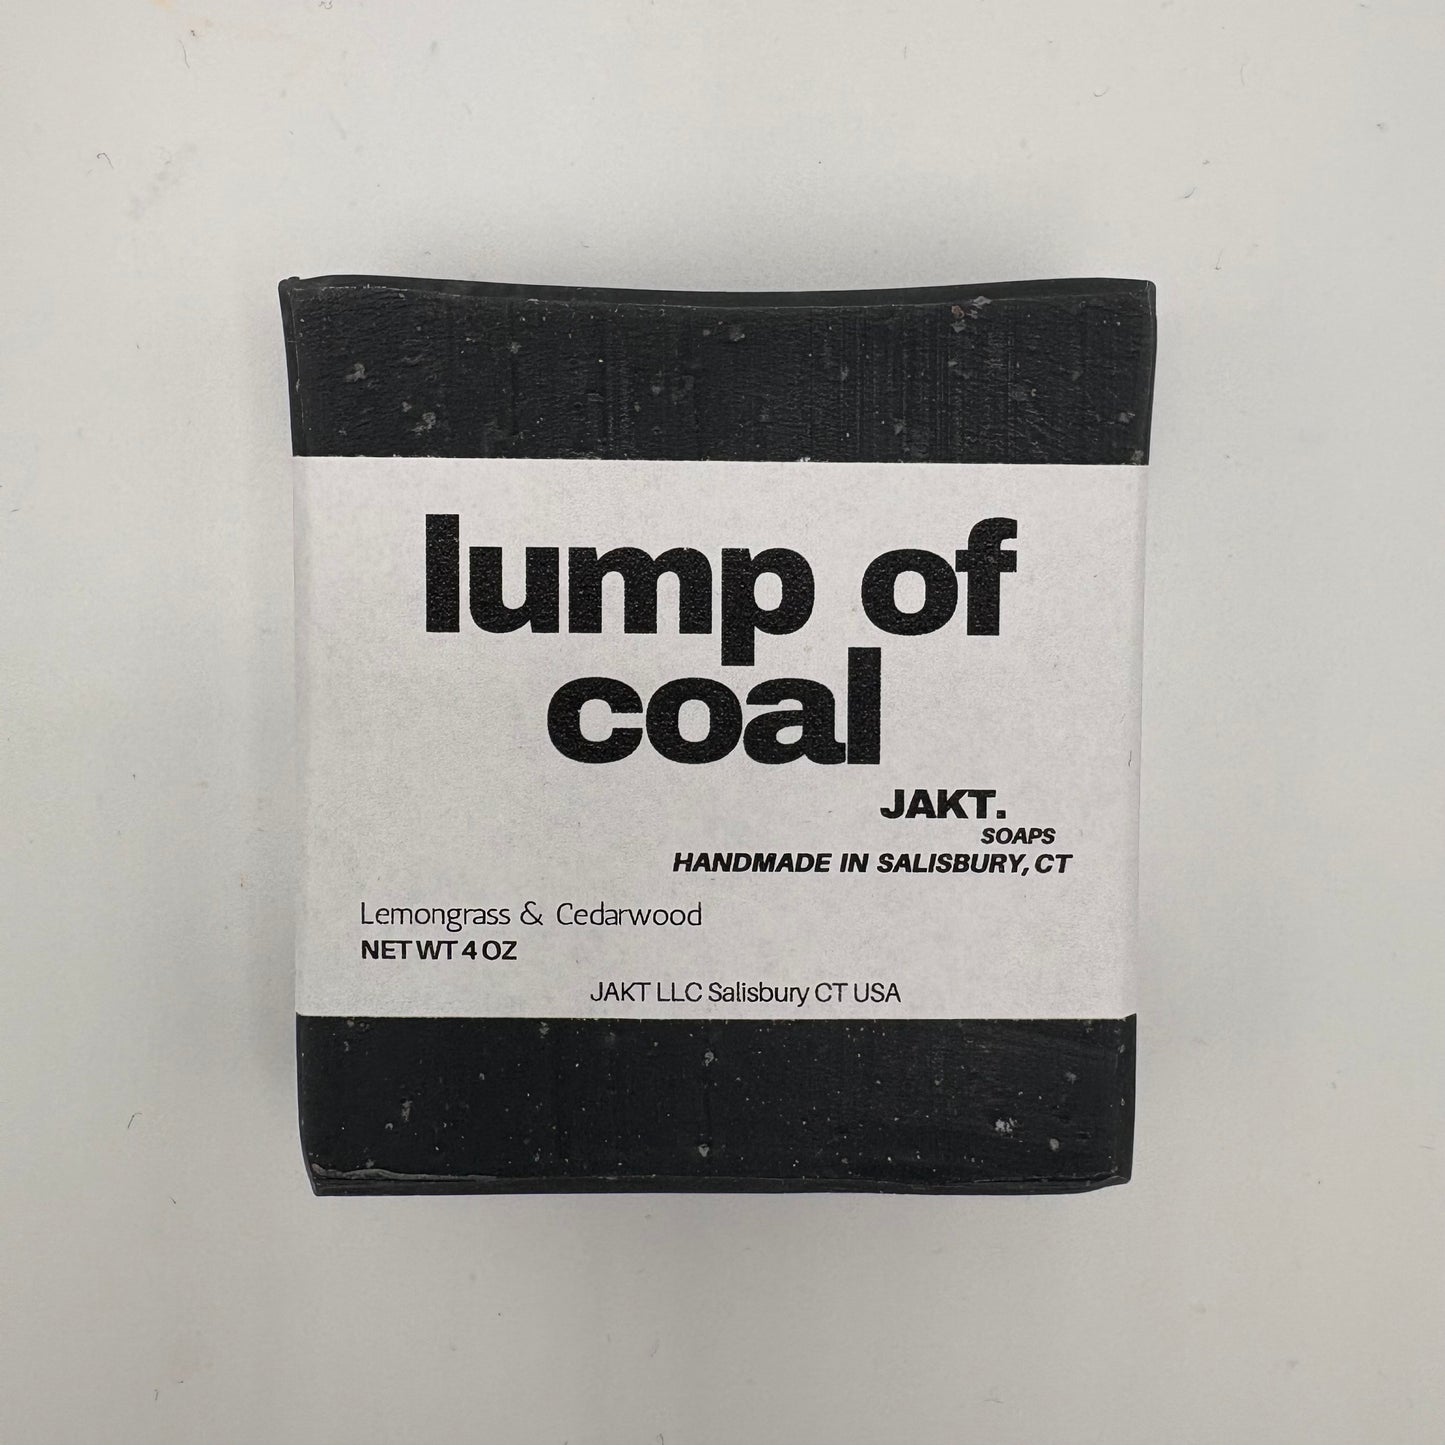 lump of
coal
JAKT.
SOAPS
HANDMADE IN SALISBURY, CT
Lemongrass & Cedarwood
NET WT 4 OZ
JAKT LLC Salisbury CT USA